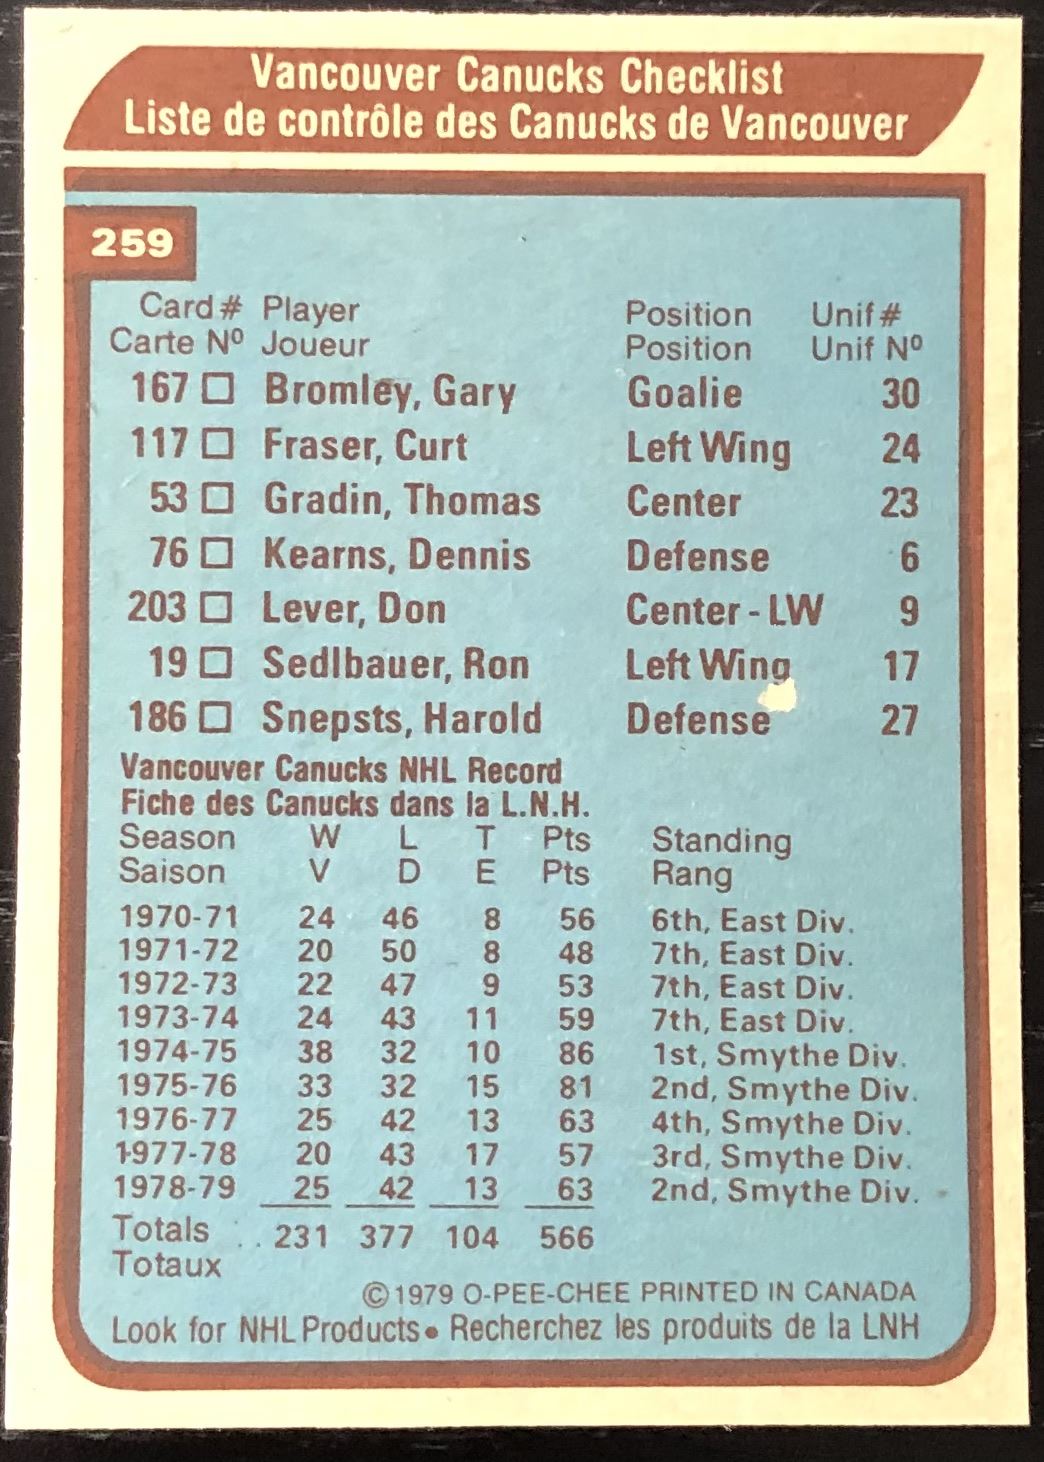 Vancouver Canucks Checklist
Liste de contrôle des Canucks de Vancouver
259
Card # Player Position Unif #
Carte Nº Joueur Position Unif Nº
167 □ Bromley, Gary Goalie 30
117 □ Fraser, Curt Left Wing 24
53 □ Gradin, Thomas Center 23
76 □ Kearns, Dennis Defense 6
203 □ Lever, Don Center - LW 9
19 □ Sedlbauer, Ron Left Wing 17
186 □ Snepsts, Harold Defense 27
Vancouver Canucks NHL Record
Fiche des Canucks dans la L.N.H.
Season W L T Pts Standing
Saison V D E Pts Rang
1970-71 24 46 8 56 6th, East Div.
1971-72 20 50 8 48 7th, East Div.
1972-73 22 47 9 53 7th, East Div.
1973-74 24 43 11 59 7th, East Div.
1974-75 38 32 10 86 1st, Smythe Div.
1975-76 33 32 15 81 2nd, Smythe Div.
1976-77 25 42 13 63 4th, Smythe Div.
1977-78 20 43 17 57 3rd, Smythe Div.
1978-79 25 42 13 63 2nd, Smythe Div.
Totals .. 231 377 104 566
Totaux
©1979 O-PEE-CHEE PRINTED IN CANADA
Look for NHL Products• Recherchez les produits de la LNH